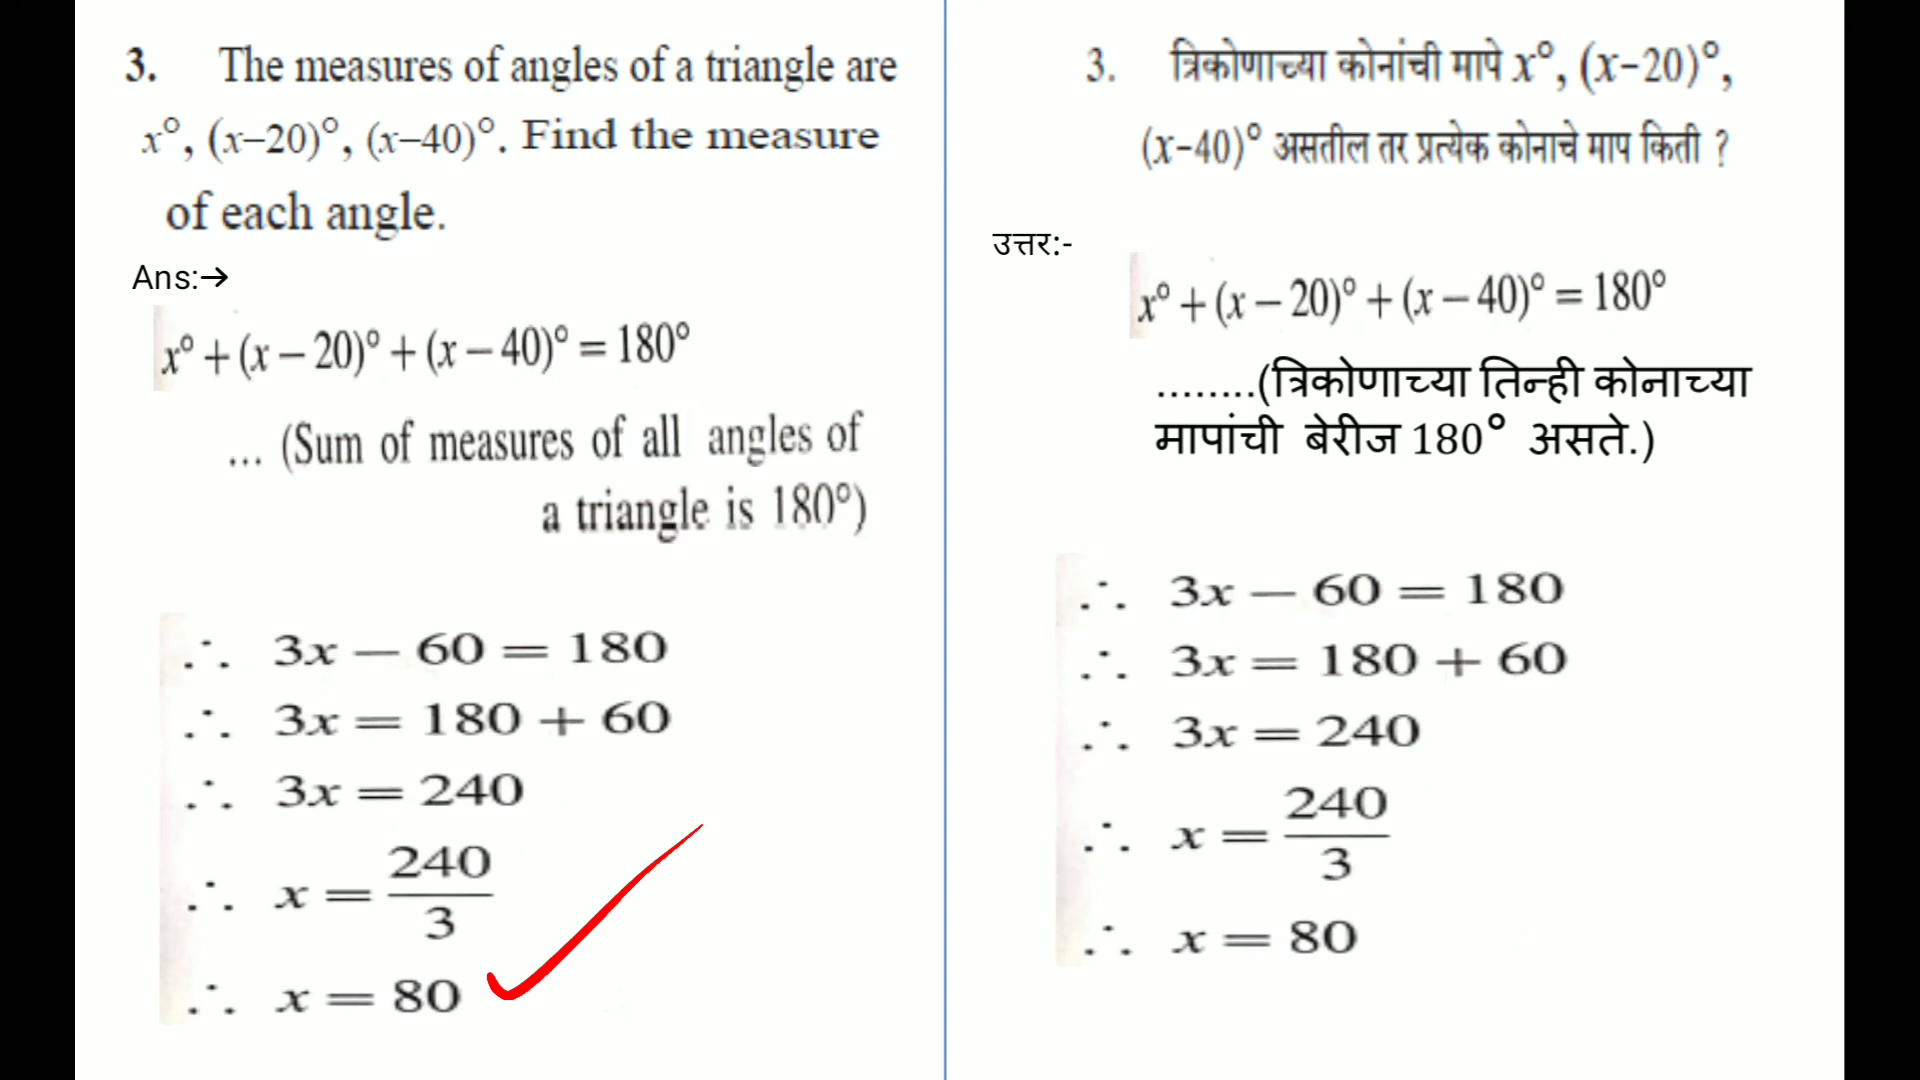 3. The measures of angles of a triangle are
x°, (x–20)°, (x–40)°. Find the measure
of each angle.
Ans:→
x° + (x – 20)° + (x – 40)° = 180°
... (Sum of measures of all angles of
a triangle is 180°)
∴ 3x – 60 = 180
∴ 3x = 180 + 60
∴ 3x = 240
∴ x = 240/3
∴ x = 80
3. त्रिकोणाच्या कोनांची मापे x°, (x-20)°,
(x-40)° असतील तर प्रत्येक कोनाचे माप किती ?
उत्तर:-
x° + (x – 20)° + (x – 40)° = 180°
........(त्रिकोणाच्या तिन्ही कोनाच्या
मापांची बेरीज 180° असते.)
∴ 3x – 60 = 180
∴ 3x = 180 + 60
∴ 3x = 240
∴ x = 240/3
∴ x = 80